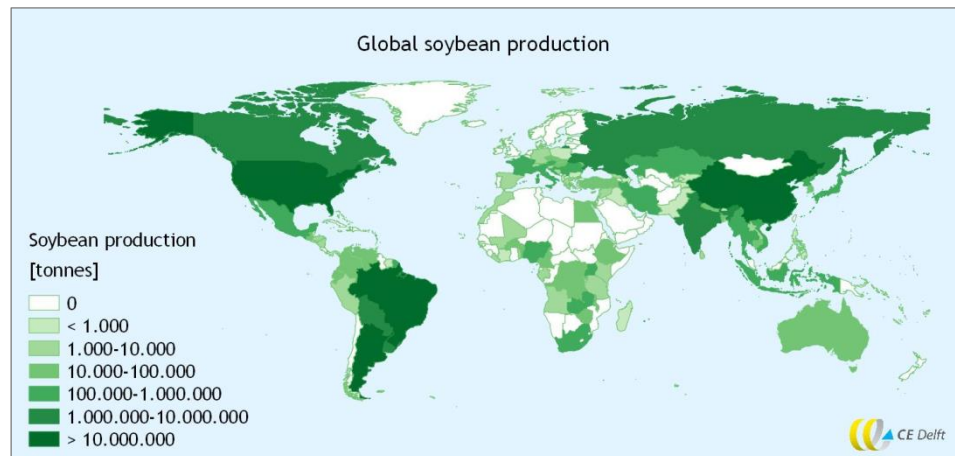 Global soybean production
Soybean production
[tonnes]
0
< 1.000
1.000-10.000
10.000-100.000
100.000-1.000.000
1.000.000-10.000.000
> 10.000.000
CE Delft